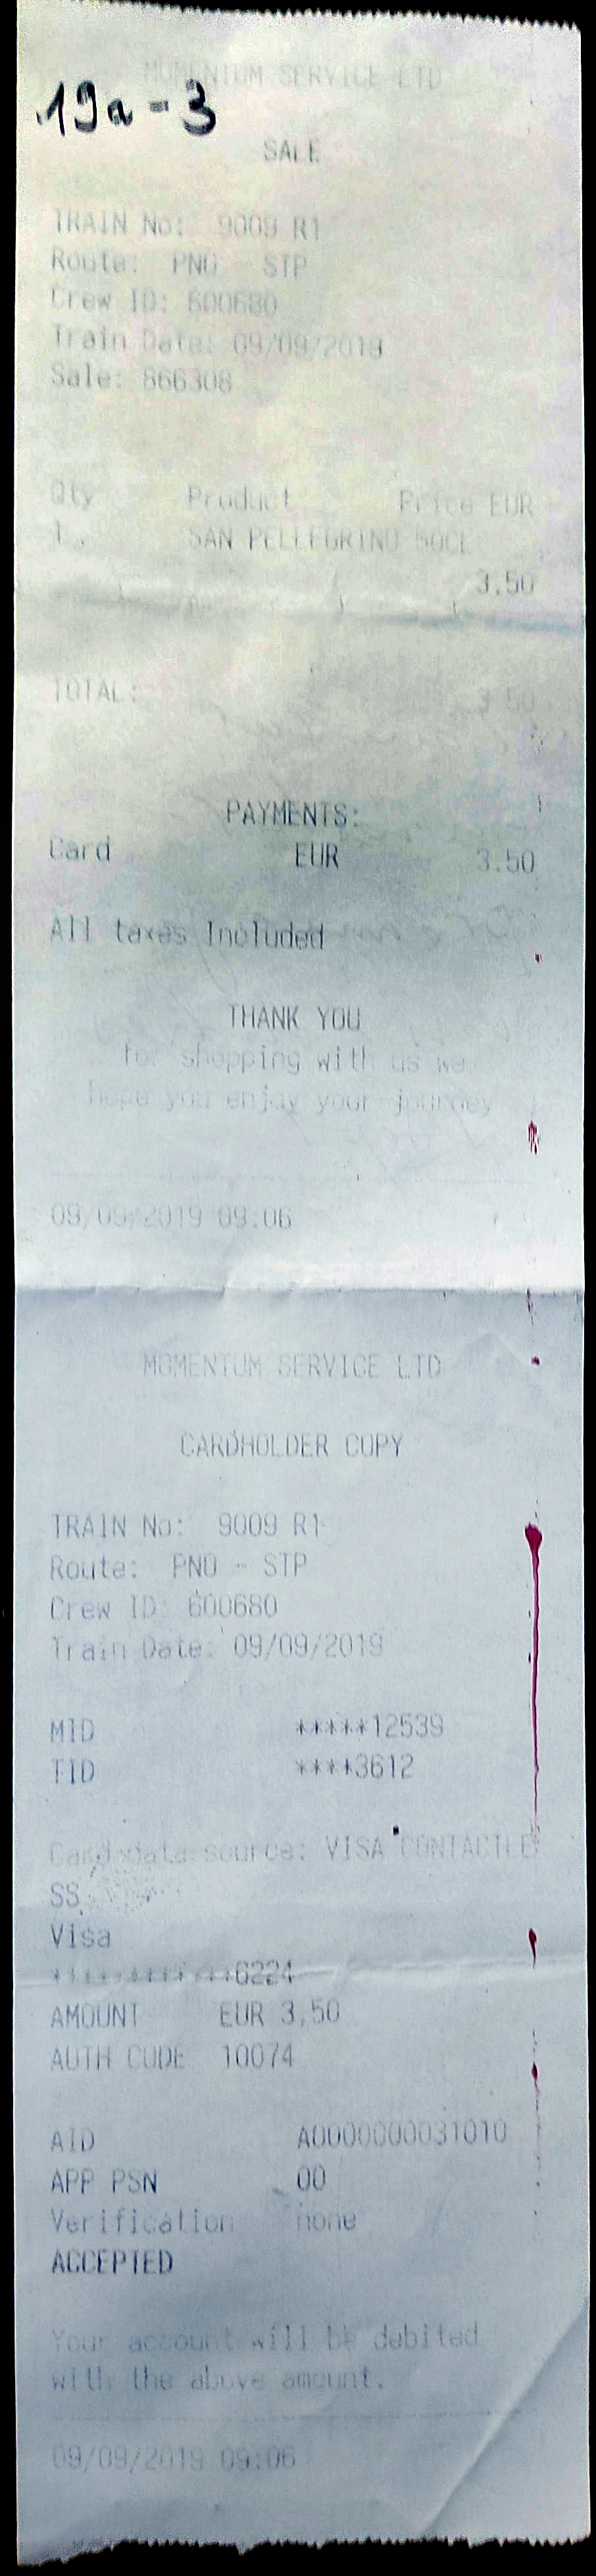 MOMENTUM SERVICE LTD
19a-3
SALE
TRAIN No: 9009 R1
Route: PNO - STP
Crew ID: 600680
Train Date: 09/09/2019
Sale: 866308
Qty Product Price EUR
1 SAN PELLEGRINO 50CL
3.50
TOTAL: 3.50
PAYMENTS:
Card EUR 3.50
All taxes Included
THANK YOU
for shopping with us we
hope you enjoy your journey
09/09/2019 09:06
MOMENTUM SERVICE LTD
CARDHOLDER COPY
TRAIN No: 9009 R1
Route: PNO - STP
Crew ID: 600680
Train Date: 09/09/2019
MID *****12539
TID ****3612
Card data source: VISA CONTACTLE
SS
Visa
************6224
AMOUNT EUR 3,50
AUTH CODE 10074
AID A0000000031010
APP PSN 00
Verification none
ACCEPTED
Your account will be debited
with the above amount.
09/09/2019 09:06